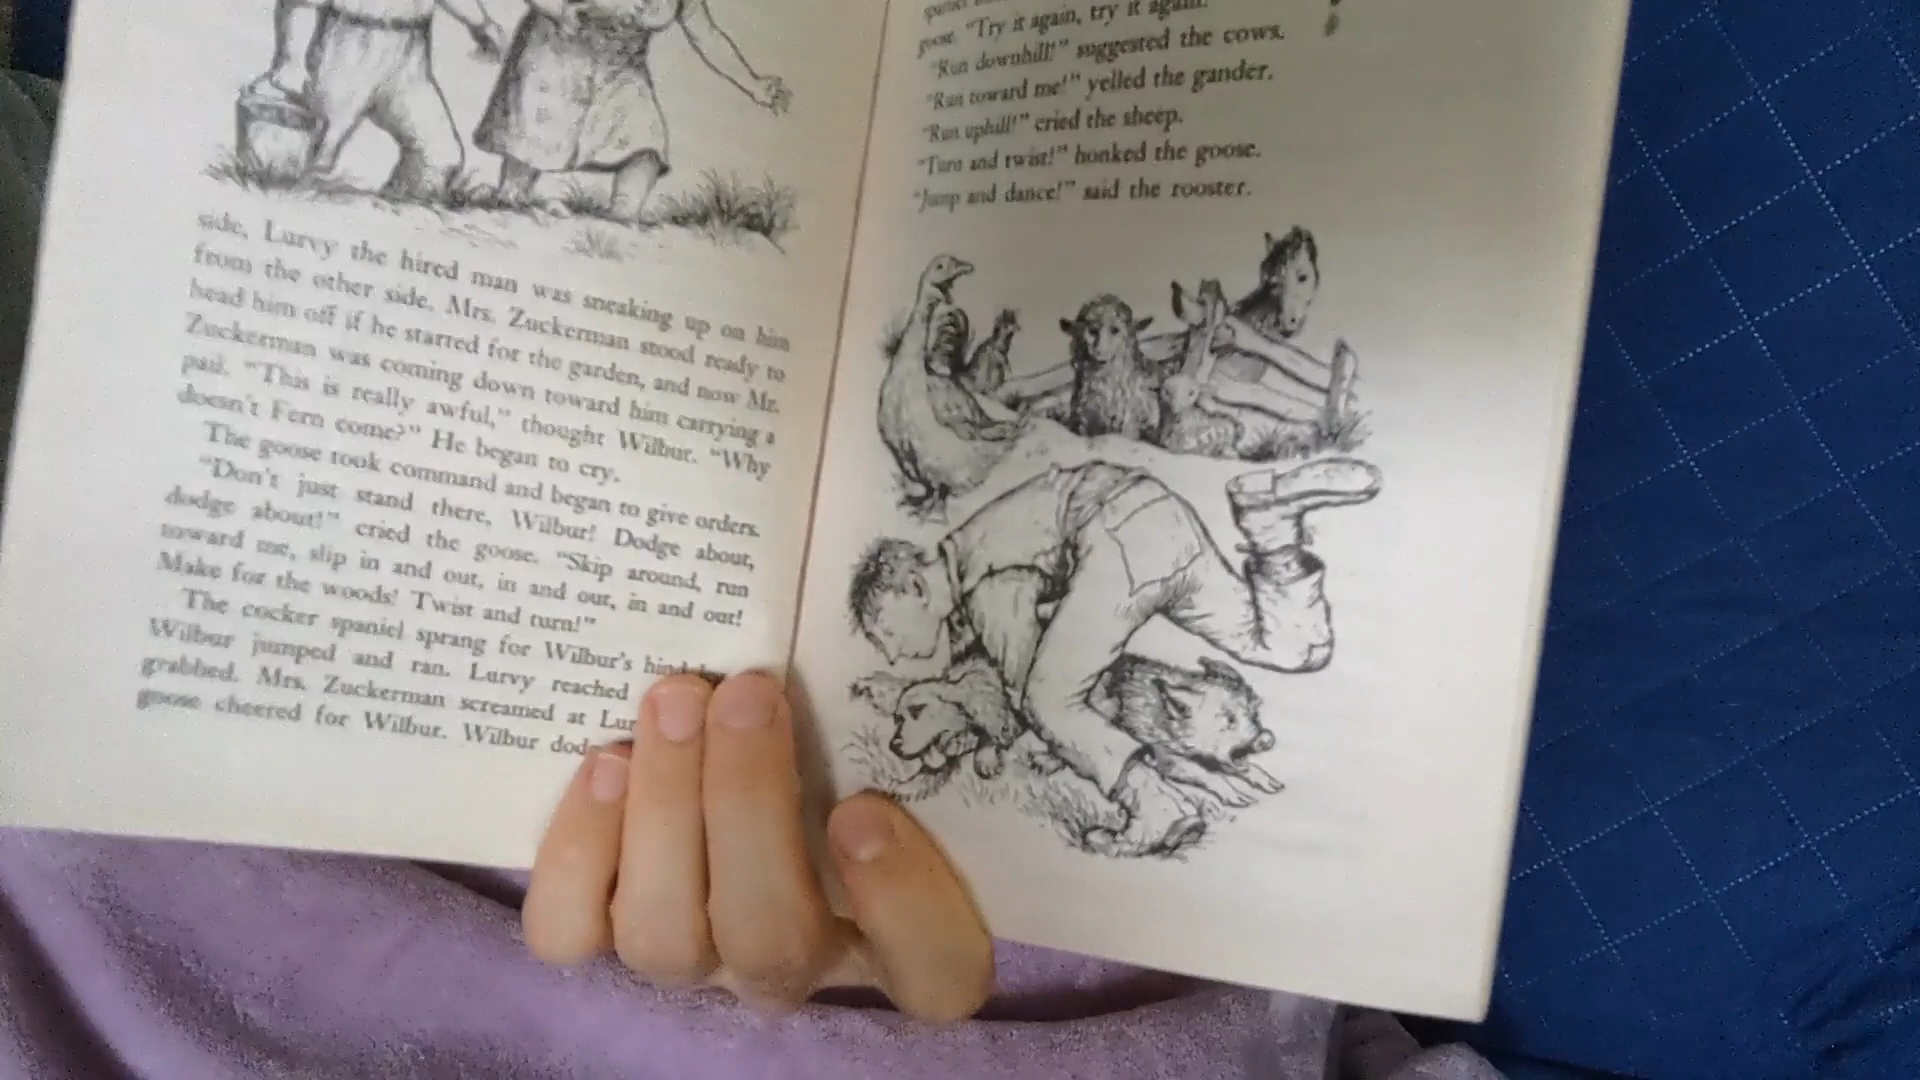 side, Lurvy the hired man was sneaking up on him
from the other side. Mrs. Zuckerman stood ready to
head him off if he started for the garden, and now Mr.
Zuckerman was coming down toward him carrying a
pail. "This is really awful," thought Wilbur. "Why
doesn't Fern come?" He began to cry.
The goose took command and began to give orders.
"Don't just stand there, Wilbur! Dodge about,
dodge about!" cried the goose. "Skip around, run
toward me, slip in and out, in and out, in and out!
Make for the woods! Twist and turn!"
The cocker spaniel sprang for Wilbur's hind
Wilbur jumped and ran. Lurvy reached
grabbed. Mrs. Zuckerman screamed at Lur
goose cheered for Wilbur. Wilbur dod
goose. "Try it again, try it again!"
"Run downhill!" suggested the cows.
"Run toward me!" yelled the gander.
"Run uphill!" cried the sheep.
"Turn and twist!" honked the goose.
"Jump and dance!" said the rooster.